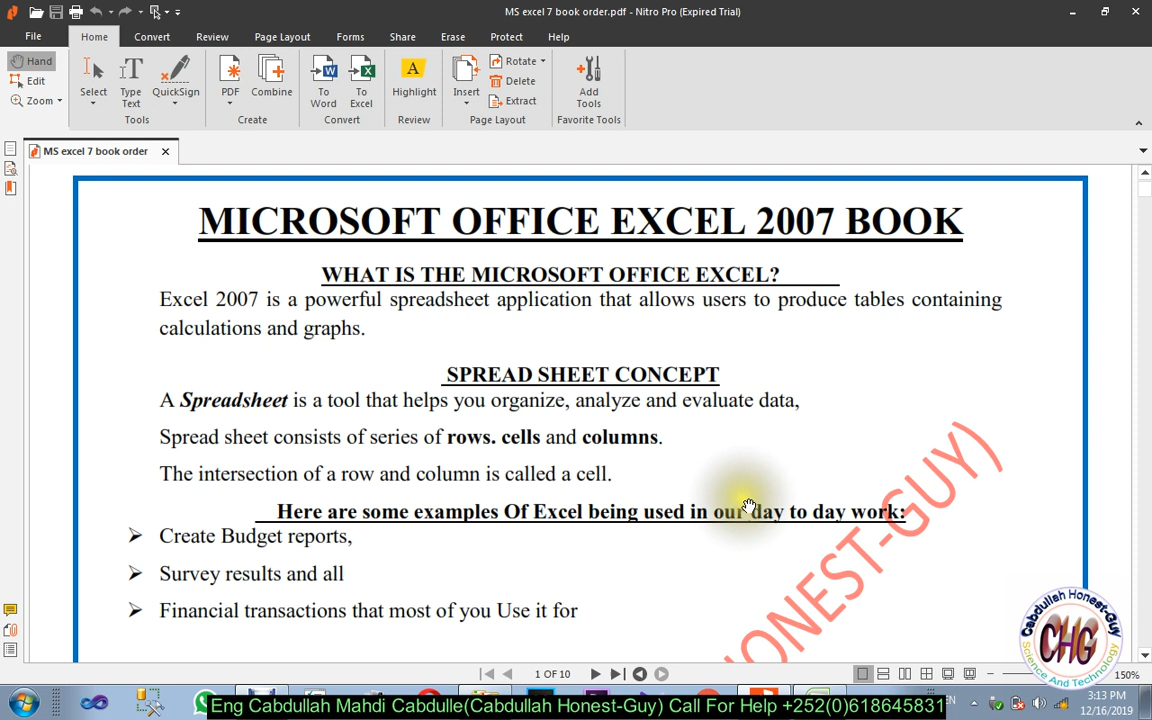 MS excel 7 book order.pdf - Nitro Pro (Expired Trial)
File Home Convert Review Page Layout Forms Share Erase Protect Help
Hand
Edit
Zoom
Select
Type Text
QuickSign
Tools
PDF
Combine
Create
To Word
To Excel
Convert
Highlight
Review
Insert
Rotate
Delete
Extract
Page Layout
Add Tools
Favorite Tools
MS excel 7 book order
MICROSOFT OFFICE EXCEL 2007 BOOK
WHAT IS THE MICROSOFT OFFICE EXCEL?
Excel 2007 is a powerful spreadsheet application that allows users to produce tables containing
calculations and graphs.
SPREAD SHEET CONCEPT
A Spreadsheet is a tool that helps you organize, analyze and evaluate data,
Spread sheet consists of series of rows. cells and columns.
The intersection of a row and column is called a cell.
Here are some examples Of Excel being used in our day to day work:
➢ Create Budget reports,
➢ Survey results and all
➢ Financial transactions that most of you Use it for
HONEST-GUY)
Cabdullah Honest-Guy
CHG
Science And Technology
1 OF 10
150%
Eng Cabdullah Mahdi Cabdulle(Cabdullah Honest-Guy) Call For Help +252(0)618645831
EN
3:13 PM
12/16/2019